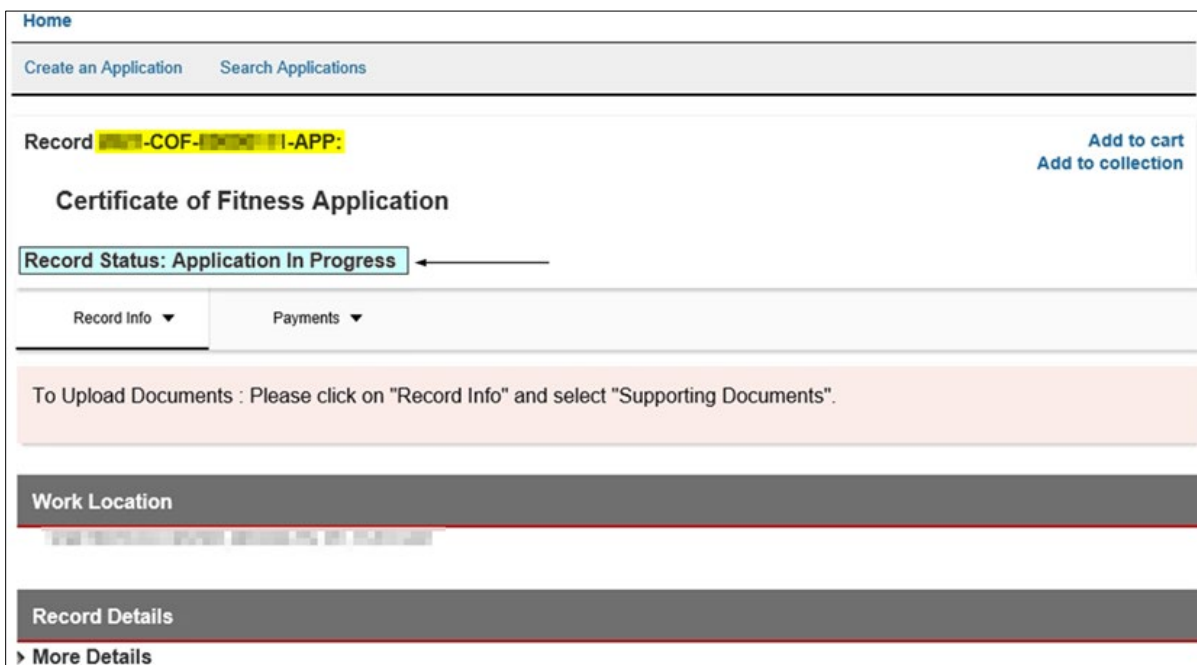 Home
Create an Application Search Applications
Record -COF- -APP:
Add to cart
Add to collection
Certificate of Fitness Application
Record Status: Application In Progress
Record Info Payments
To Upload Documents : Please click on "Record Info" and select "Supporting Documents".
Work Location
Record Details
More Details